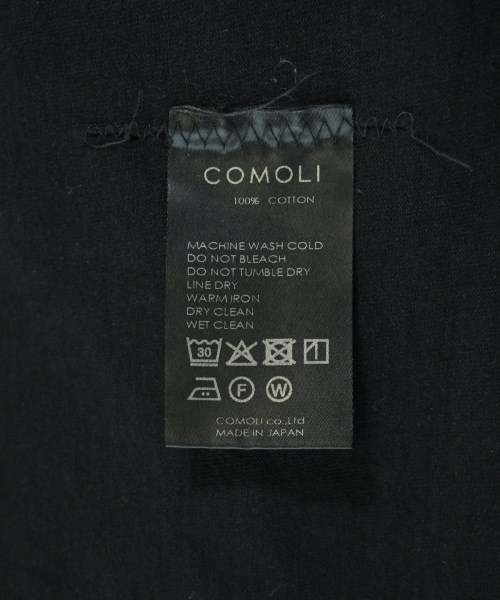 COMOLI
100% COTTON
MACHINE WASH COLD
DO NOT BLEACH
DO NOT TUMBLE DRY
LINE DRY
WARM IRON
DRY CLEAN
WET CLEAN
30
F W
COMOLI co.,Ltd
MADE IN JAPAN